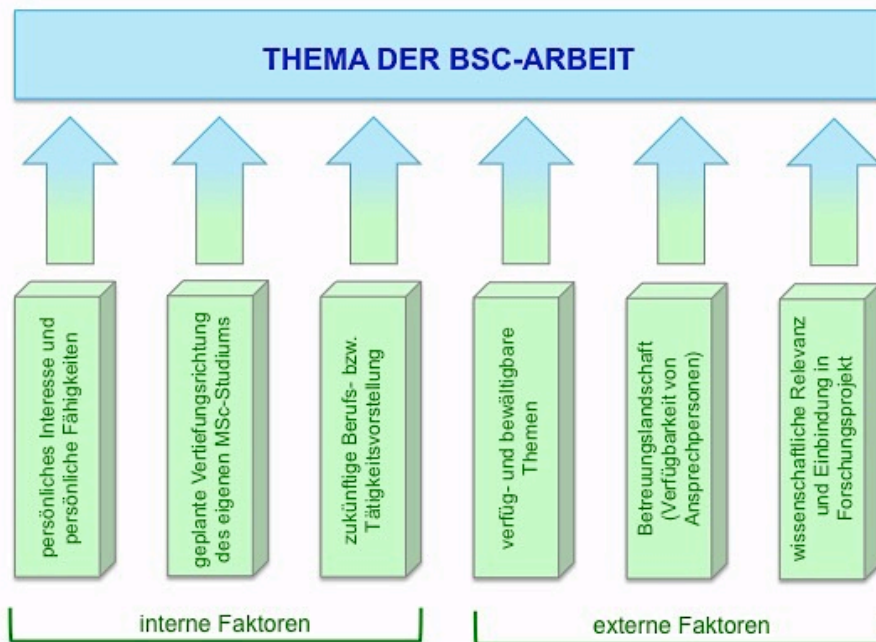 THEMA DER BSC-ARBEIT
persönliches Interesse und
persönliche Fähigkeiten
geplante Vertiefungsrichtung
des eigenen MSc-Studiums
zukünftige Berufs- bzw.
Tätigkeitsvorstellung
verfüg- und bewältigbare
Themen
Betreuungslandschaft
(Verfügbarkeit von
Ansprechpersonen)
wissenschaftliche Relevanz
und Einbindung in
Forschungsprojekt
interne Faktoren
externe Faktoren